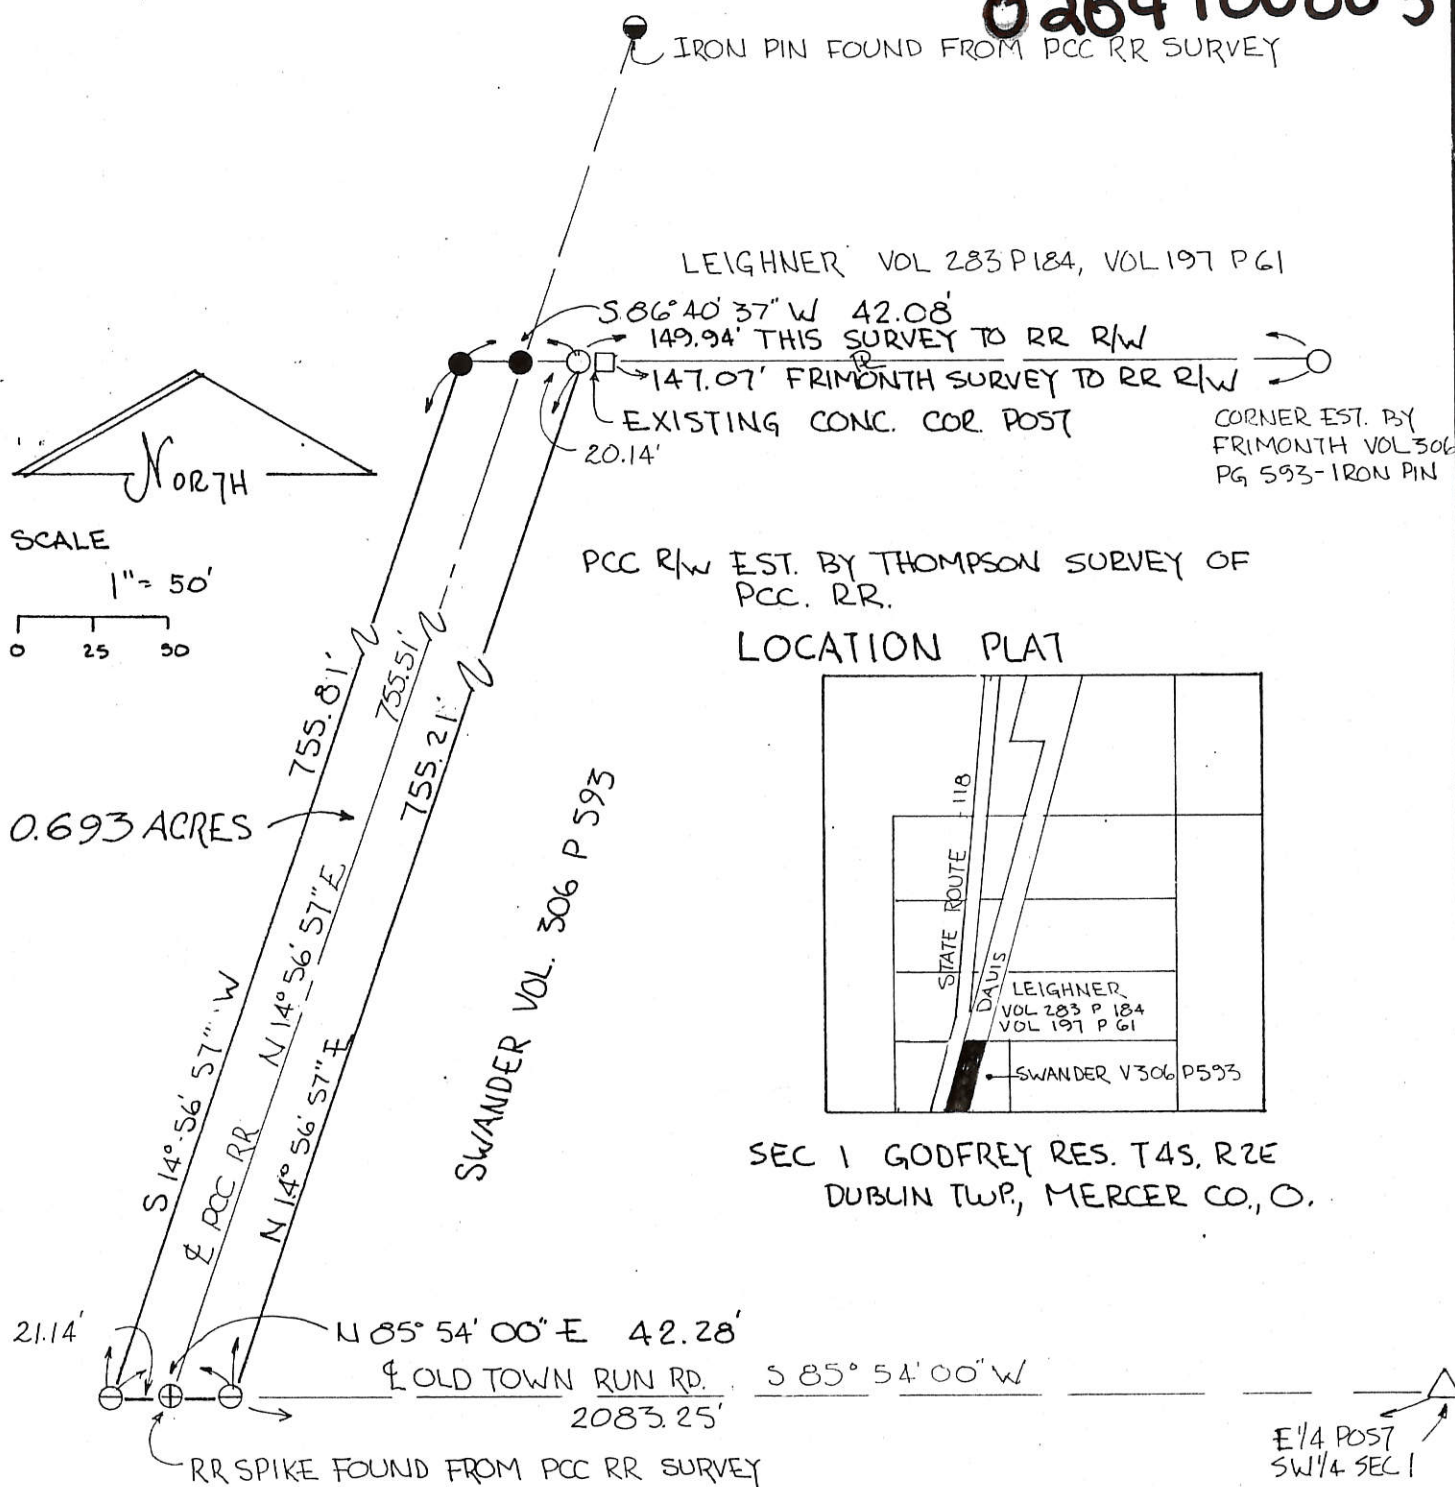 IRON PIN FOUND FROM PCC RR SURVEY
LEIGHNER VOL 283 P 184, VOL 197 P 61
S 86° 40' 37" W 42.08'
149.94' THIS SURVEY TO RR R/W
147.07' FRIMONTH SURVEY TO RR R/W
EXISTING CONC. COR. POST
20.14'
CORNER EST. BY
FRIMONTH VOL 306
PG 593-IRON PIN
NORTH
SCALE
1" = 50'
0 25 50
PCC R/W EST. BY THOMPSON SURVEY OF
PCC. RR.
LOCATION PLAT
755.81'
755.51'
755.21'
0.693 ACRES
S 14° 56' 57" W
N 14° 56' 57" E
℄ PCC RR
N 14° 56' 57" E
SWANDER VOL. 306 P 593
STATE ROUTE 118
DAVIS
LEIGHNER
VOL 283 P 184
VOL 197 P 61
SWANDER V306 P593
SEC 1 GODFREY RES. T4S, R2E
DUBLIN TWP., MERCER CO., O.
21.14'
N 85° 54' 00" E 42.28'
℄ OLD TOWN RUN RD. S 85° 54' 00" W
2083.25'
RR SPIKE FOUND FROM PCC RR SURVEY
E 1/4 POST
SW 1/4 SEC 1